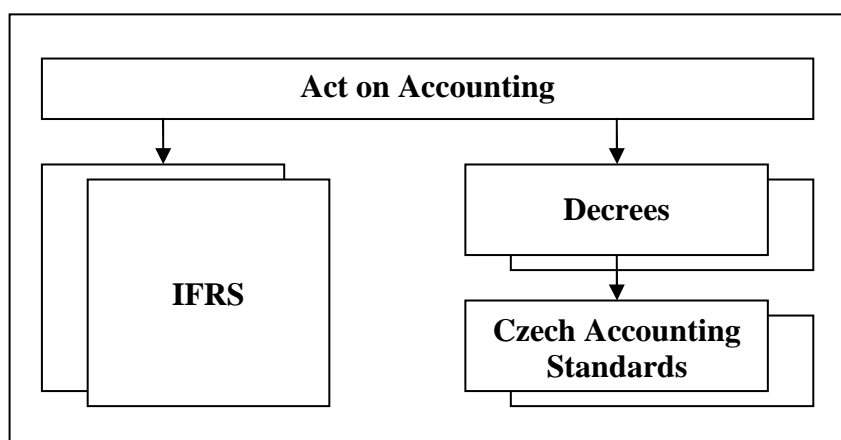 Act on Accounting
Decrees
IFRS
Czech Accounting
Standards